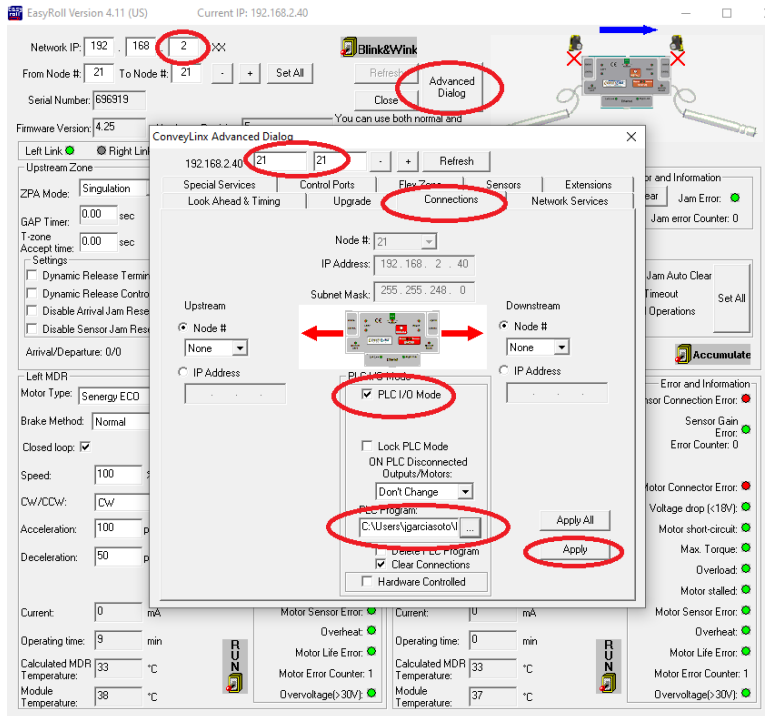 EasyRoll Version 4.11 (US) Current IP: 192.168.2.40
Network IP: 192 . 168 . 2 .XX
Blink&Wink
From Node #: 21 To Node #: 21 - + Set All
Refresh
Advanced Dialog
Serial Number: 696919
Close
Firmware Version: 4.25
You can use both normal and
Left Link Right Link
Upstream Zone
ZPA Mode: Singulation
GAP Timer: 0.00 sec
T-zone
Accept time: 0.00 sec
Settings
Dynamic Release Termin
Dynamic Release Contro
Disable Arrival Jam Rese
Disable Sensor Jam Rese
Arrival/Departure: 0/0
Left MDR
Motor Type: Senergy ECO
Brake Method: Normal
Closed loop:
Speed: 100 %
CW/CCW: CW
Acceleration: 100
Deceleration: 50
Current: 0 mA
Operating time: 9 min
Calculated MDR
Temperature: 33 °C
Module
Temperature: 38 °C
RUN
ConveyLinx Advanced Dialog
192.168.2.40 21 21 - + Refresh
Special Services Control Ports Flex Zone Sensors Extensions
Look Ahead & Timing Upgrade Connections Network Services
Node #: 21
IP Address: 192 . 168 . 2 . 40
Subnet Mask: 255 . 255 . 248 . 0
Upstream
Node #
None
IP Address
Downstream
Node #
None
IP Address
PLC I/O Mode
PLC I/O Mode
Lock PLC Mode
ON PLC Disconnected
Outputs/Motors:
Don't Change
PLC Program:
C:\Users\jgarciasoto\I ...
Delete PLC Program
Clear Connections
Hardware Controlled
Apply All
Apply
Motor Sensor Error:
Overheat:
Motor Life Error:
Motor Error Counter: 1
Overvoltage(>30V):
Current: 0 mA
Operating time: 0 min
Calculated MDR
Temperature: 33 °C
Module
Temperature: 37 °C
RUN
or and Information
ear Jam Error:
Jam error Counter: 0
Jam Auto Clear
Timeout
Operations
Set All
Accumulate
Error and Information
nsor Connection Error:
Sensor Gain
Error:
Error Counter: 0
Motor Connector Error:
Voltage drop (<18V):
Motor short-circuit:
Max. Torque:
Overload:
Motor stalled:
Motor Sensor Error:
Overheat:
Motor Life Error:
Motor Error Counter: 1
Overvoltage(>30V):